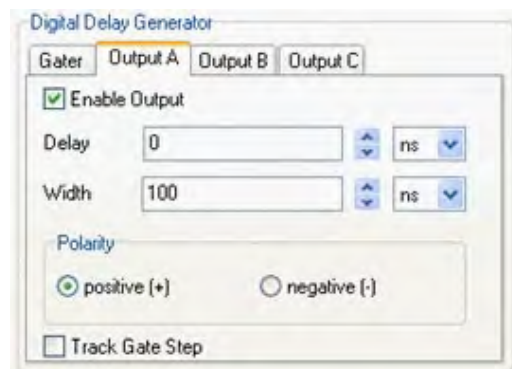 Digital Delay Generator
Gater Output A Output B Output C
Enable Output
Delay 0 ns
Width 100 ns
Polarity
positive (+) negative (-)
Track Gate Step